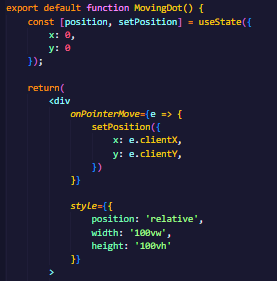 export default function MovingDot() {
    const [position, setPosition] = useState({
        x: 0,
        y: 0
    });

    return(
        <div
            onPointerMove={e => {
                setPosition({
                    x: e.clientX,
                    y: e.clientY,
                })
            }}

            style={{
                position: 'relative',
                width: '100vw',
                height: '100vh'
            }}
        >